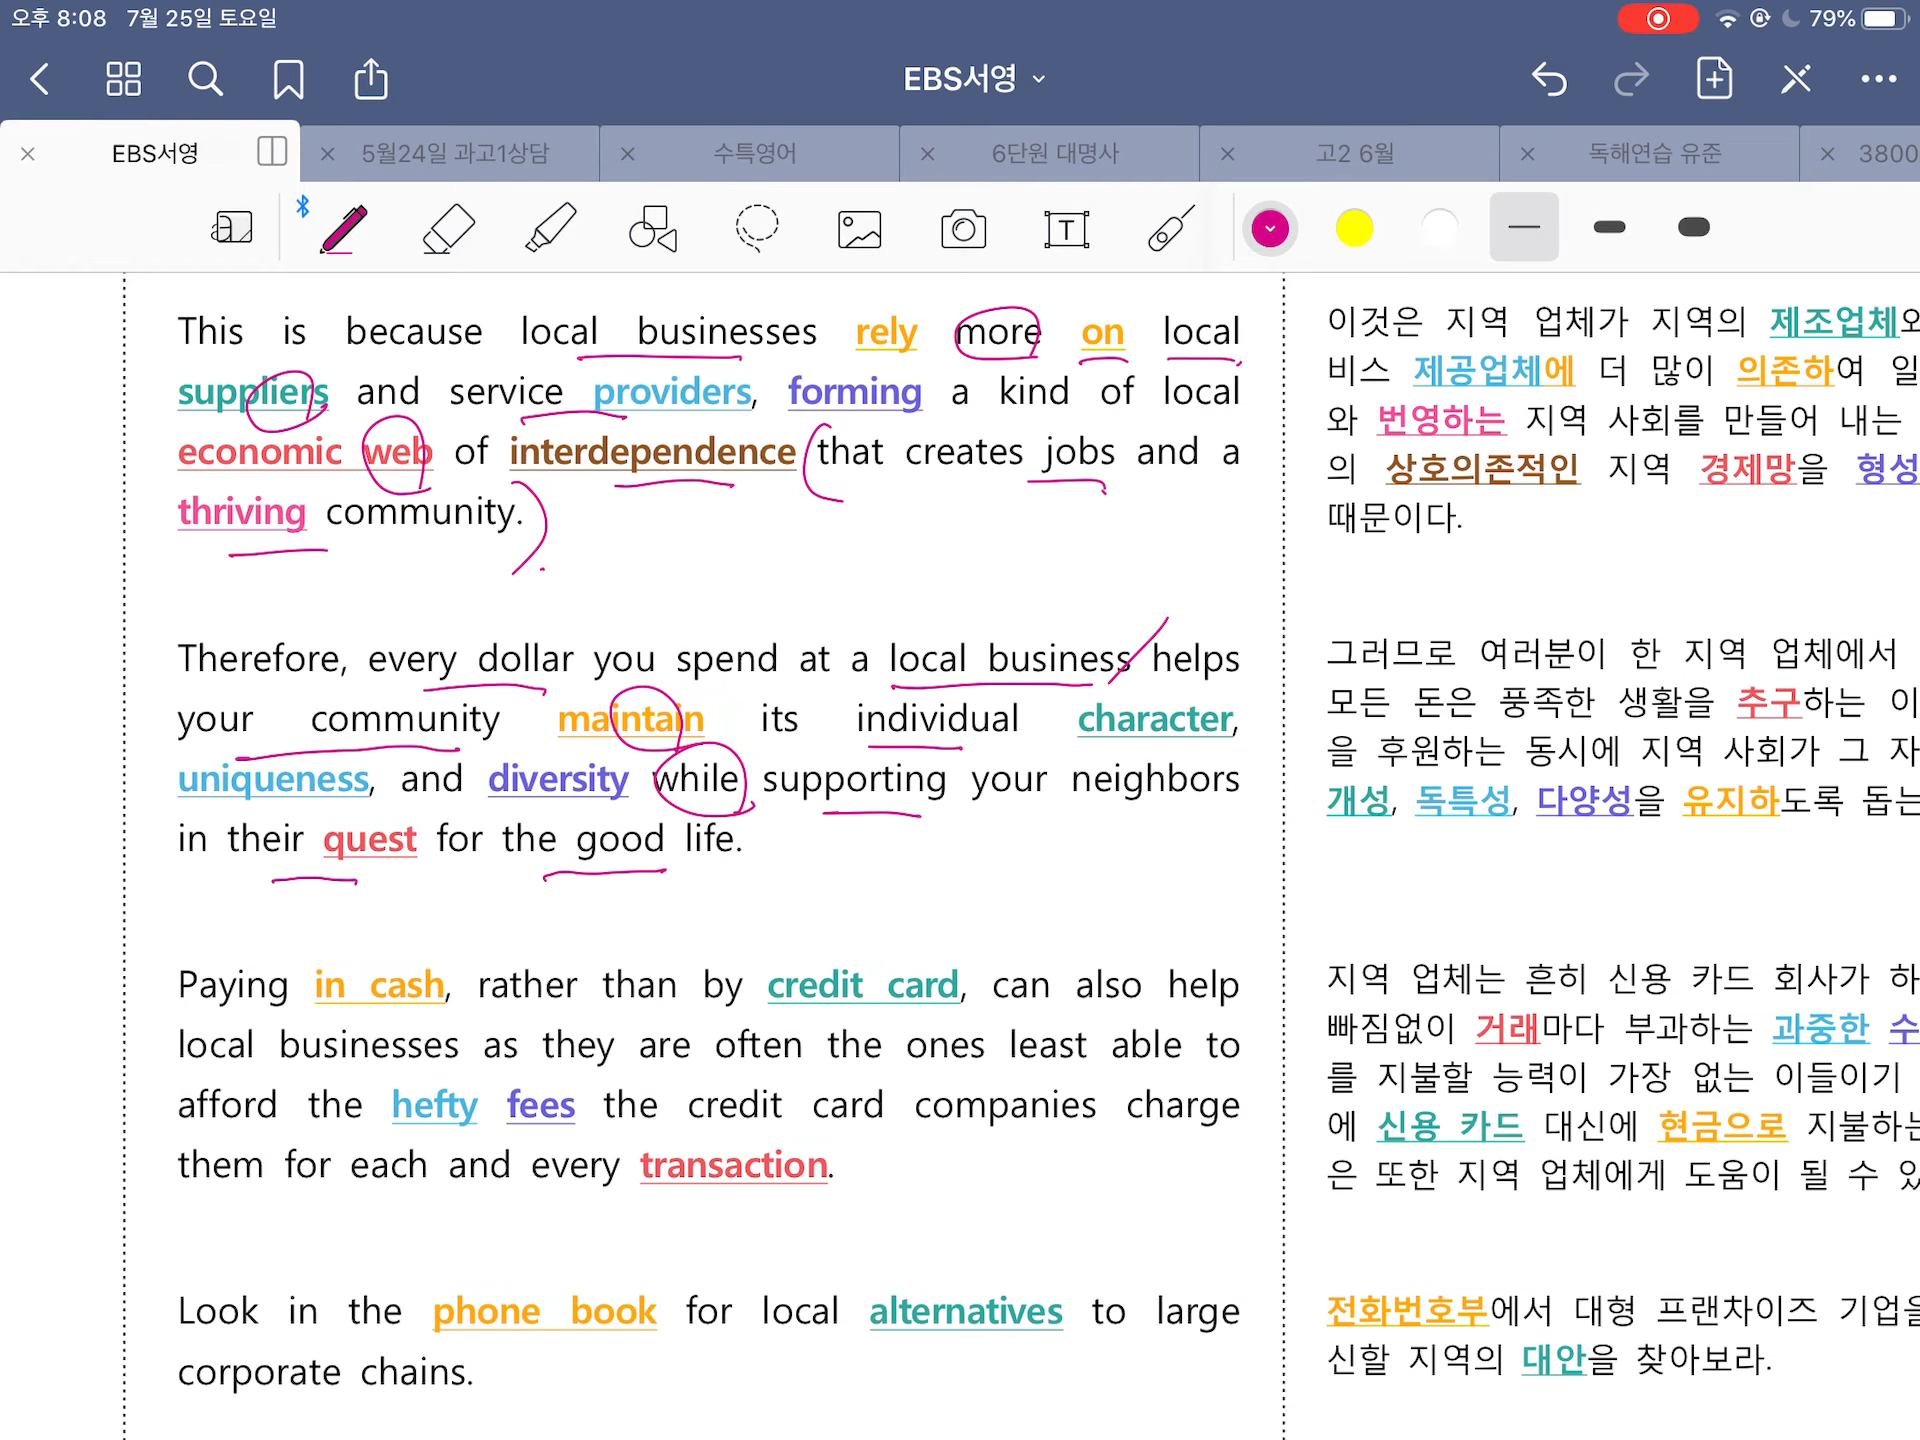 오후 8:08 7월 25일 토요일
79%
EBS서영
EBS서영
5월24일 과고1상담
수특영어
6단원 대명사
고2 6월
독해연습 유준
3800
This is because local businesses rely more on local
suppliers and service providers, forming a kind of local
economic web of interdependence that creates jobs and a
thriving community.
Therefore, every dollar you spend at a local business helps
your community maintain its individual character,
uniqueness, and diversity while supporting your neighbors
in their quest for the good life.
Paying in cash, rather than by credit card, can also help
local businesses as they are often the ones least able to
afford the hefty fees the credit card companies charge
them for each and every transaction.
Look in the phone book for local alternatives to large
corporate chains.
이것은 지역 업체가 지역의 제조업체와
비스 제공업체에 더 많이 의존하여 일
와 번영하는 지역 사회를 만들어 내는
의 상호의존적인 지역 경제망을 형성
때문이다.
그러므로 여러분이 한 지역 업체에서
모든 돈은 풍족한 생활을 추구하는 이
을 후원하는 동시에 지역 사회가 그 자
개성, 독특성, 다양성을 유지하도록 돕는
지역 업체는 흔히 신용 카드 회사가 하
빠짐없이 거래마다 부과하는 과중한 수
를 지불할 능력이 가장 없는 이들이기
에 신용 카드 대신에 현금으로 지불하는
은 또한 지역 업체에게 도움이 될 수 있
전화번호부에서 대형 프랜차이즈 기업을
신할 지역의 대안을 찾아보라.